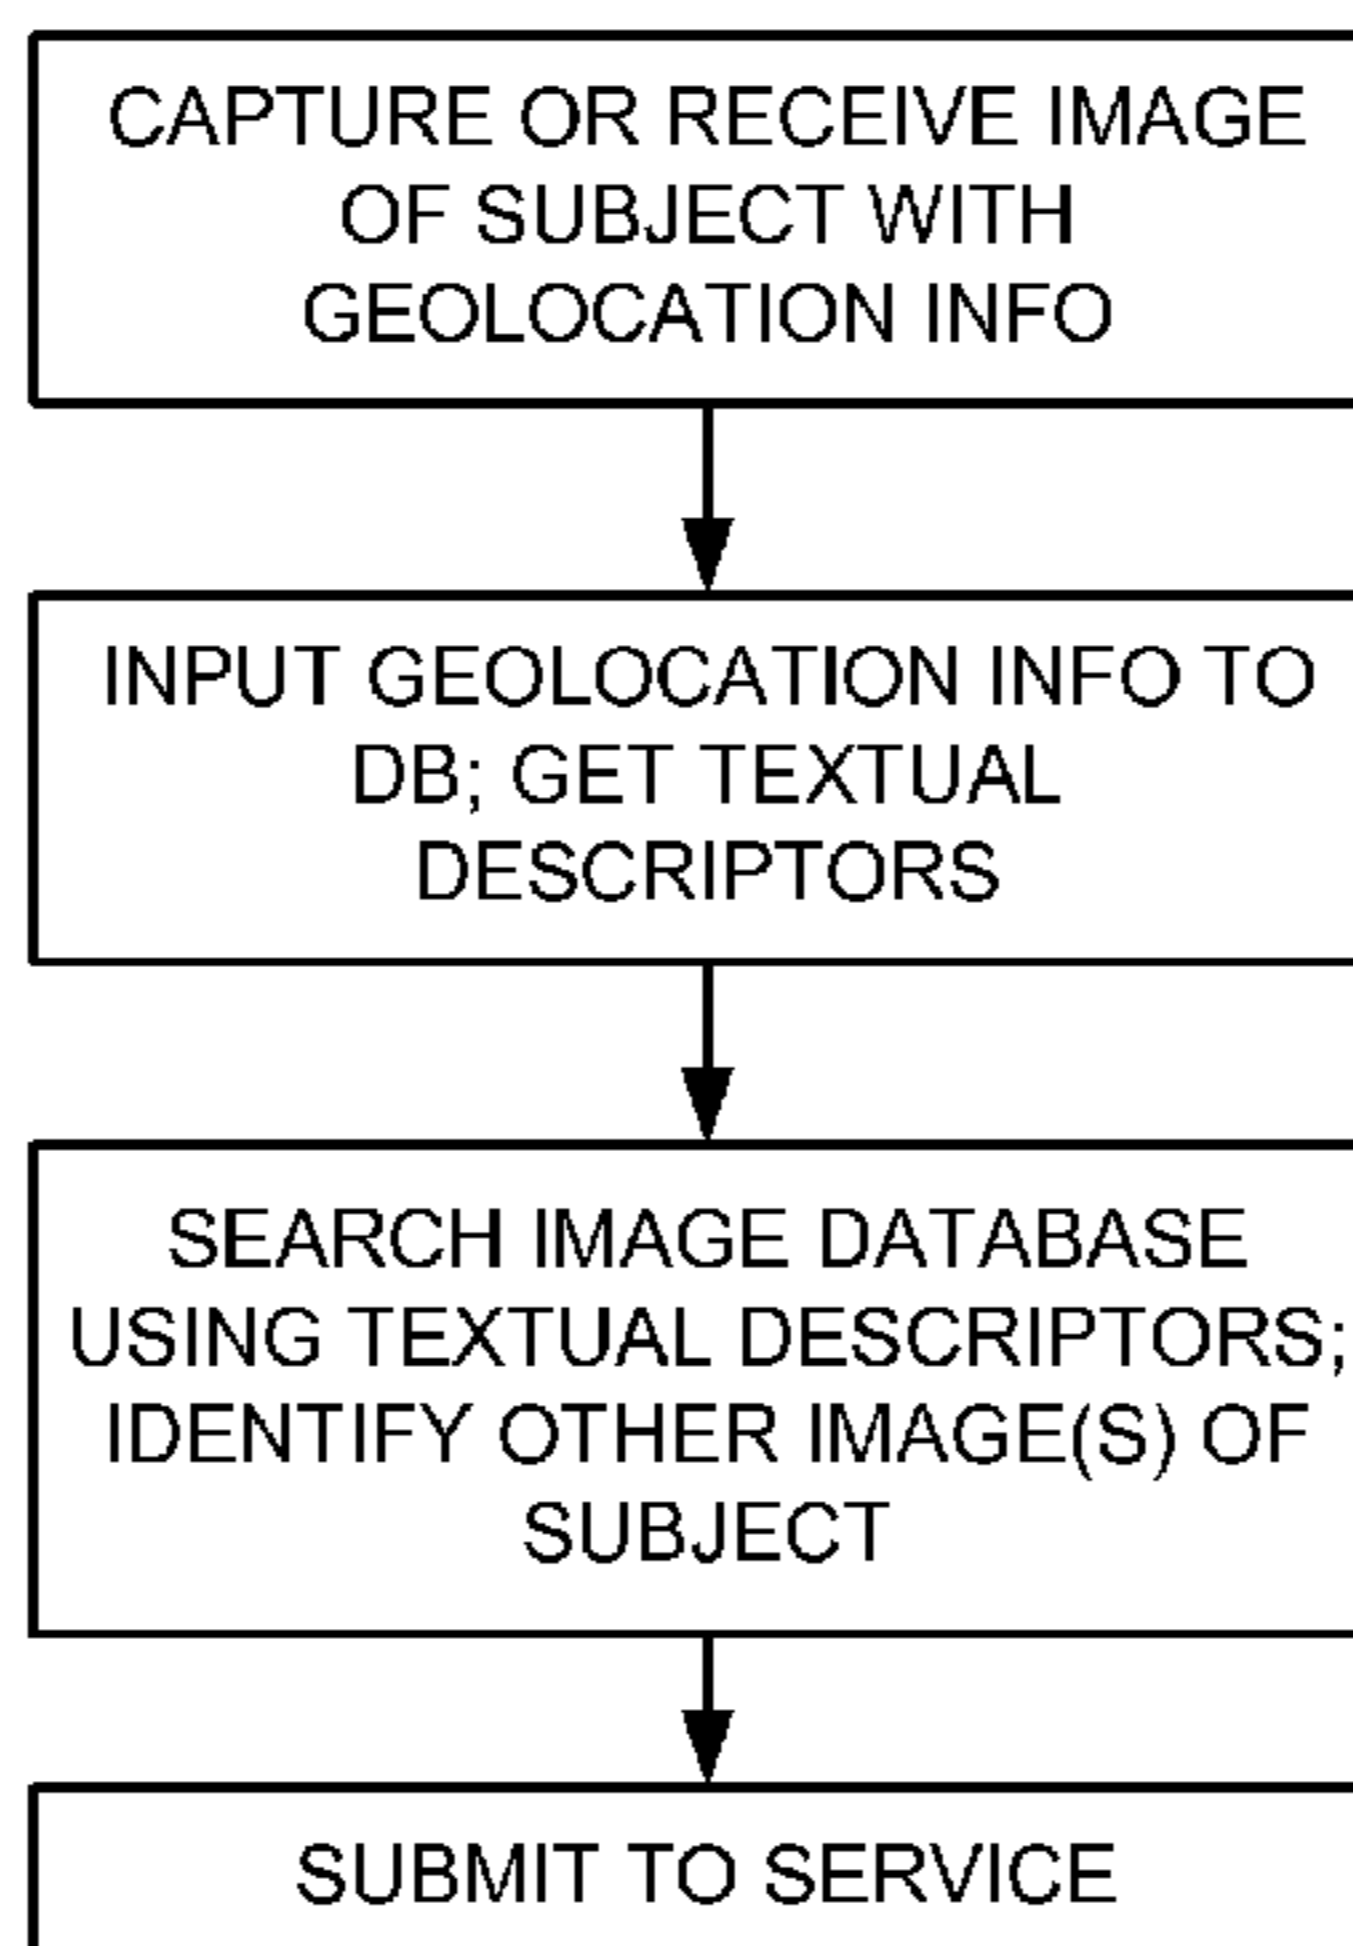 CAPTURE OR RECEIVE IMAGE
OF SUBJECT WITH
GEOLOCATION INFO
INPUT GEOLOCATION INFO TO
DB; GET TEXTUAL
DESCRIPTORS
SEARCH IMAGE DATABASE
USING TEXTUAL DESCRIPTORS;
IDENTIFY OTHER IMAGE(S) OF
SUBJECT
SUBMIT TO SERVICE